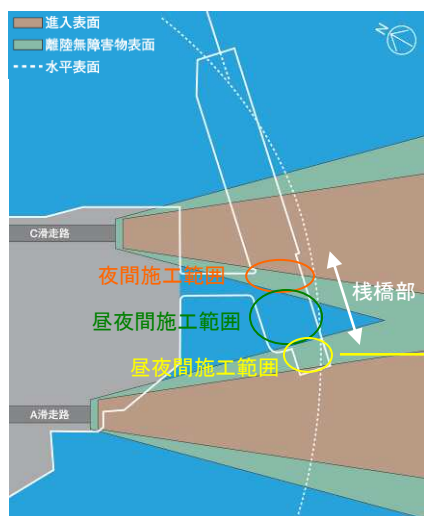 進入表面
離陸無障害物表面
水平表面
N
C滑走路
夜間施工範囲
桟橋部
昼夜間施工範囲
昼夜間施工範囲
A滑走路